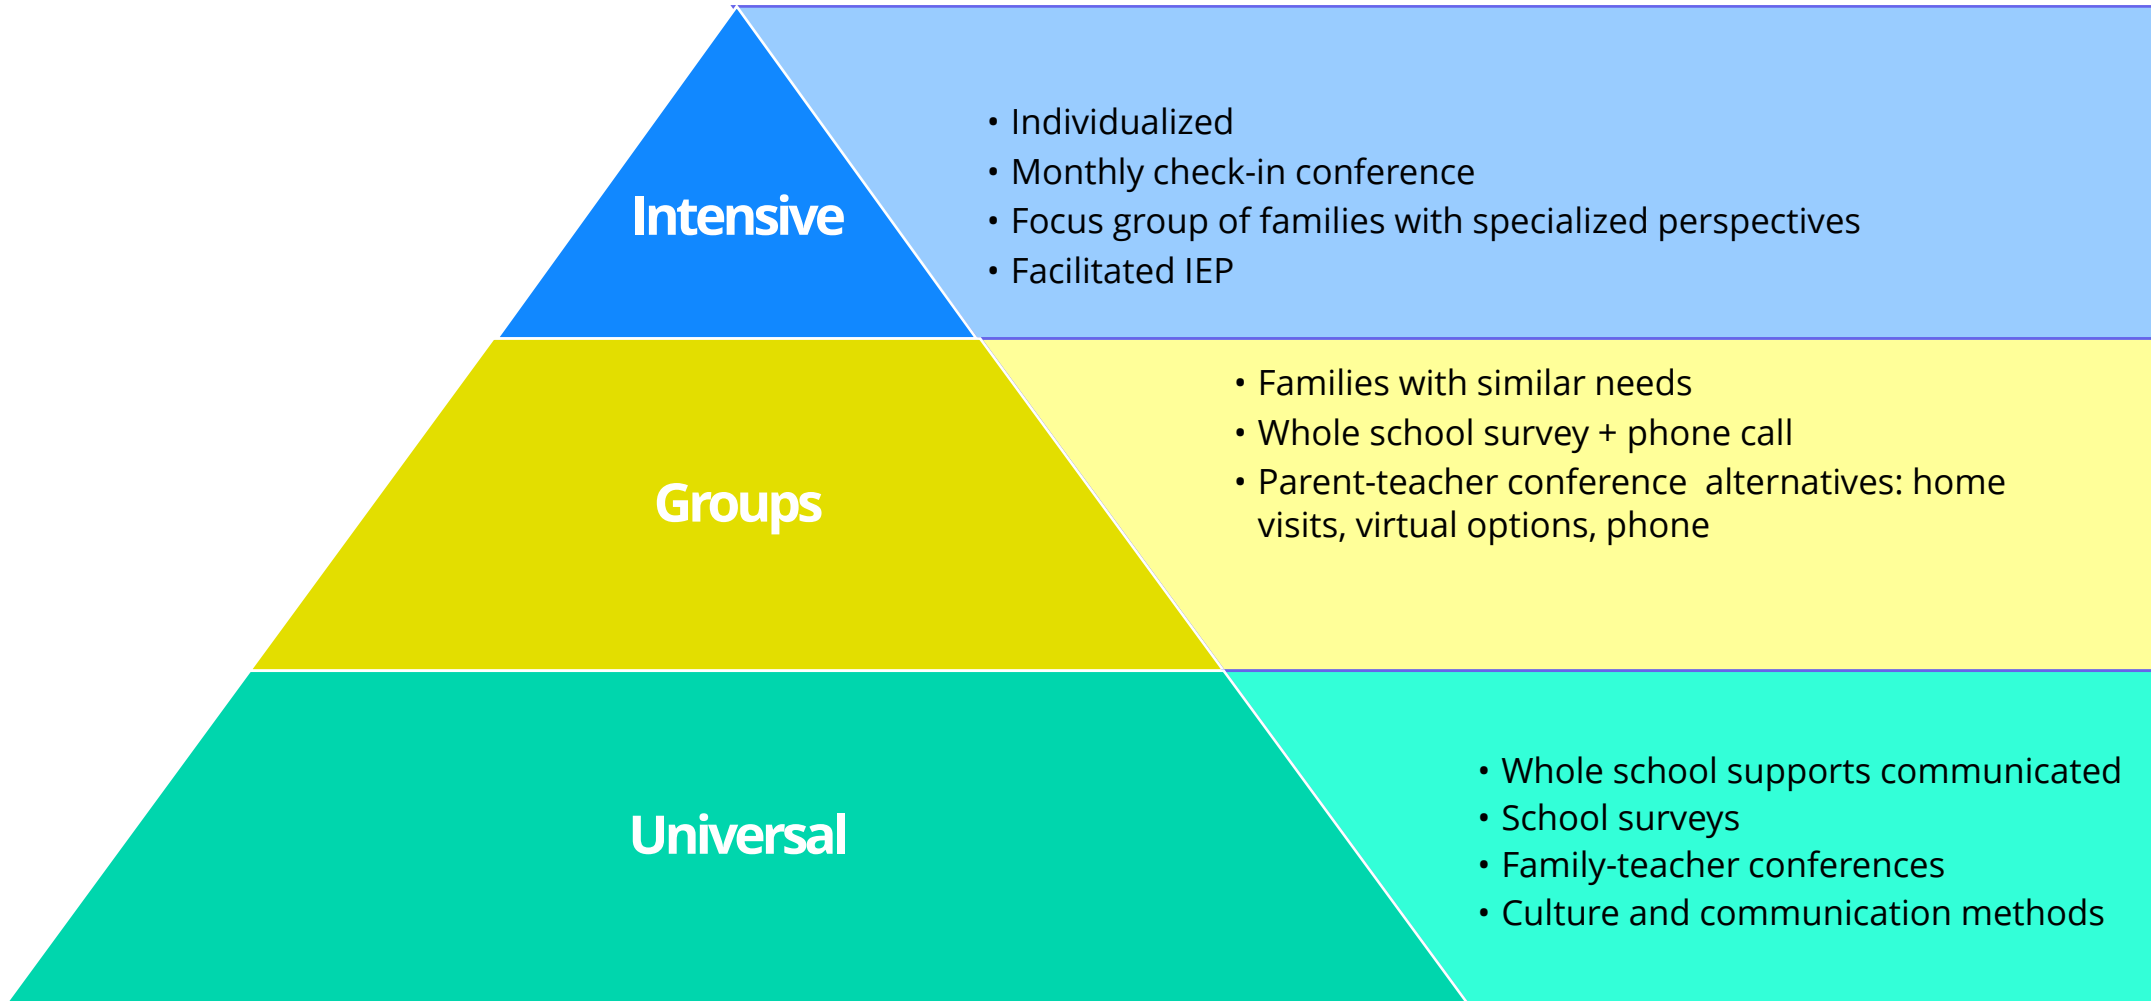 Intensive
• Individualized
• Monthly check-in conference
• Focus group of families with specialized perspectives
• Facilitated IEP
Groups
• Families with similar needs
• Whole school survey + phone call
• Parent-teacher conference  alternatives: home
visits, virtual options, phone
Universal
• Whole school supports communicated
• School surveys
• Family-teacher conferences
• Culture and communication methods